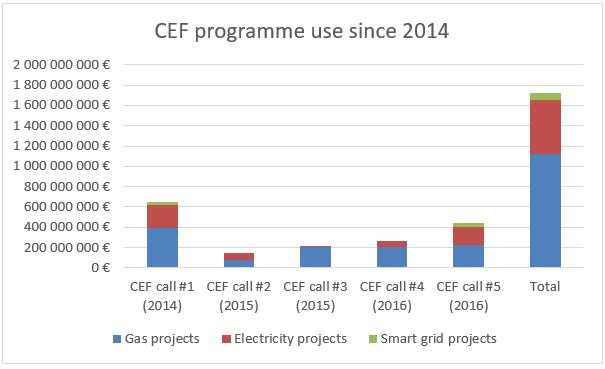 CEF programme use since 2014
2 000 000 000 €
1 800 000 000 €
1 600 000 000 €
1 400 000 000 €
1 200 000 000 €
1 000 000 000 €
800 000 000 €
600 000 000 €
400 000 000 €
200 000 000 €
0 €
CEF call #1 CEF call #2 CEF call #3 CEF call #4 CEF call #5 Total
(2014) (2015) (2015) (2016) (2016)
Gas projects Electricity projects Smart grid projects